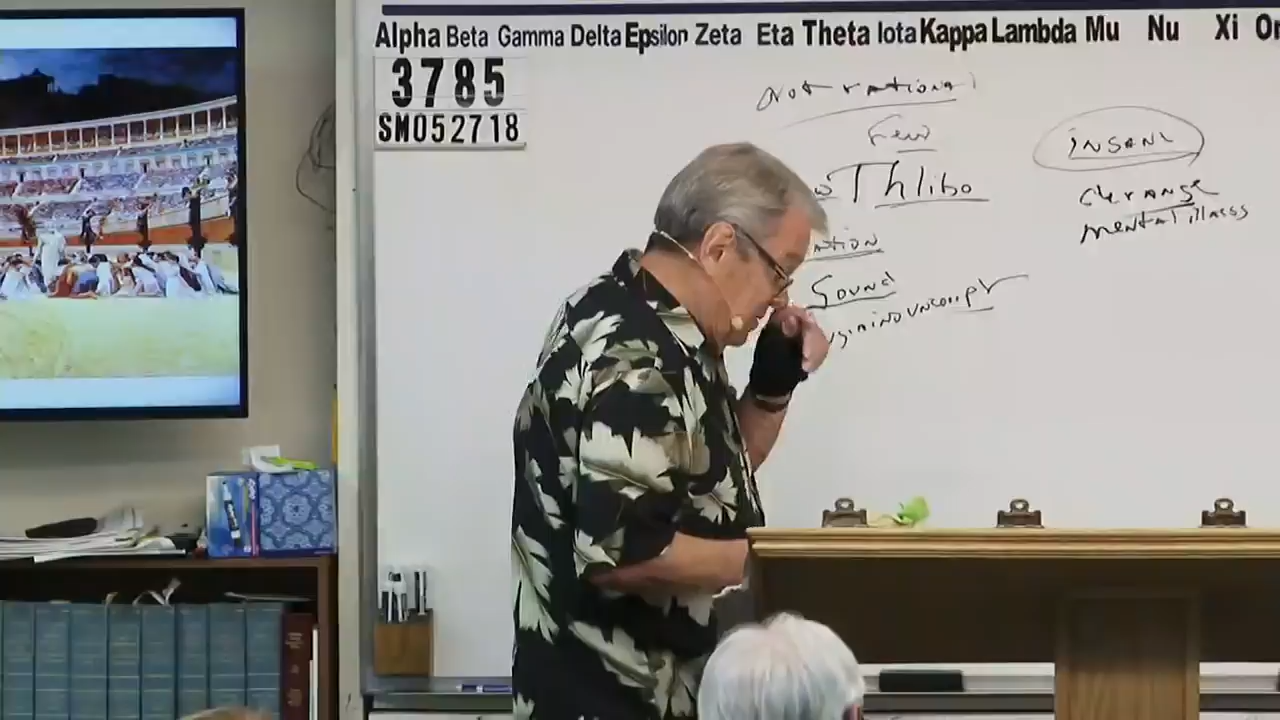 Alpha Beta Gamma Delta Epsilon Zeta Eta Theta Iota Kappa Lambda Mu Nu Xi
3785
SM052718
not rational
few
Thlibo
insane
derange
mental illness
Sound